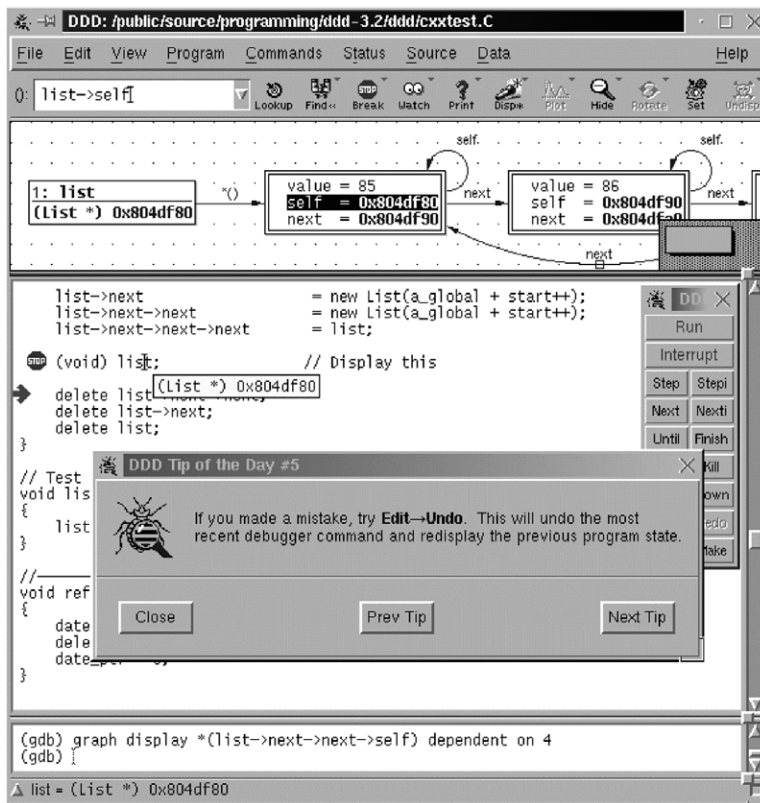 DDD: /public/source/programming/ddd-3.2/ddd/cxxtest.C
File Edit View Program Commands Status Source Data Help
(): list->self
Lookup Find« Break Watch Print Disp* Plot Hide Rotate Set Undisp
1: list
(List *) 0x804df80
*()
value = 85
self = 0x804df80
next = 0x804df90
self
next
value = 86
self = 0x804df90
next =
self
next
next
list->next = new List(a_global + start++);
list->next->next = new List(a_global + start++);
list->next->next->next = list;
STOP (void) list; // Display this
(List *) 0x804df80
delete list
delete list->next;
delete list;
}
// Test
void lis
{
list
}
//
void ref
{
date
dele
}
DDD
Run
Interrupt
Step Stepi
Next Nexti
Until Finish
Kill
own
edo
Make
DDD Tip of the Day #5
If you made a mistake, try Edit→Undo. This will undo the most
recent debugger command and redisplay the previous program state.
Close Prev Tip Next Tip
(gdb) graph display *(list->next->next->self) dependent on 4
(gdb)
list = (List *) 0x804df80